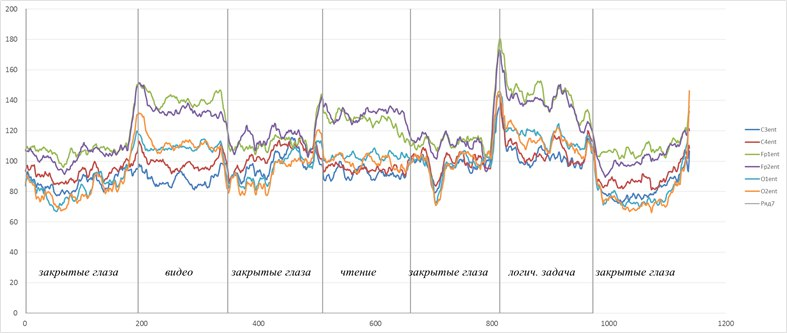 200
180
160
140
120
100
80
60
40
20
0
закрытые глаза видео закрытые глаза чтение закрытые глаза логич. задача закрытые глаза
0 200 400 600 800 1000 1200
C3ent
C4ent
Fp1ent
Fp2ent
O1ent
O2ent
Ряд7